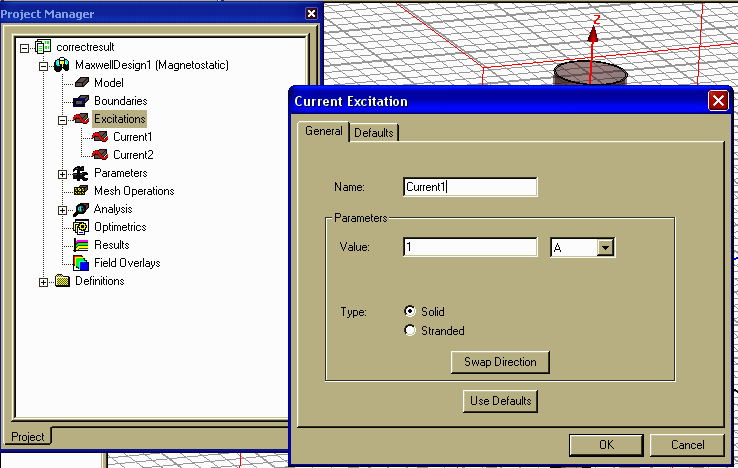 Project Manager
correctresult
MaxwellDesign1 (Magnetostatic)
Model
Boundaries
Excitations
Current1
Current2
Parameters
Mesh Operations
Analysis
Optimetrics
Results
Field Overlays
Definitions
Project
Z
Current Excitation
General Defaults
Name: Current1
Parameters
Value: 1 A
Type: Solid
Stranded
Swap Direction
Use Defaults
OK Cancel